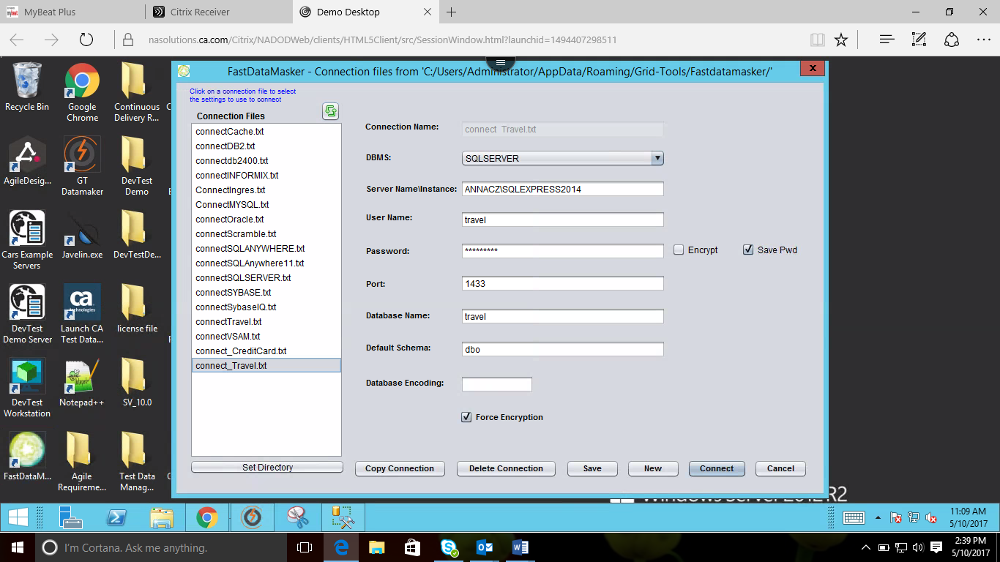 MyBeat Plus
Citrix Receiver
Demo Desktop
nasolutions.ca.com/Citrix/NADODWeb/clients/HTML5Client/src/SessionWindow.html?launchid=1494407298511
Recycle Bin
Google
Chrome
Continuous
Delivery R...
AgileDesig...
GT
Datamaker
DevTest
Demo
Cars Example
Servers
Javelin.exe
DevTestDe...
DevTest
Demo Server
ca
technologies
Launch CA
Test Data...
license file
DevTest
Workstation
Notepad++
SV_10.0
FastDataM...
Agile
Requireme...
Test Data
Manag...
FastDataMasker - Connection files from 'C:/Users/Administrator/AppData/Roaming/Grid-Tools/Fastdatamasker/'
Click on a connection file to select
the settings to use to connect
Connection Files
connectCache.txt
connectDB2.txt
connectdb2400.txt
connectINFORMIX.txt
ConnectIngres.txt
ConnectMYSQL.txt
connectOracle.txt
connectScramble.txt
connectSQLANYWHERE.txt
connectSQLAnywhere11.txt
connectSQLSERVER.txt
connectSYBASE.txt
connectSybaseIQ.txt
connectTravel.txt
connectVSAM.txt
connect_CreditCard.txt
connect_Travel.txt
Set Directory
Connection Name: connect Travel.txt
DBMS: SQLSERVER
Server Name\Instance: ANNACZ\SQLEXPRESS2014
User Name: travel
Password: ********* Encrypt Save Pwd
Port: 1433
Database Name: travel
Default Schema: dbo
Database Encoding:
Force Encryption
Copy Connection Delete Connection Save New Connect Cancel
11:09 AM
5/10/2017
I'm Cortana. Ask me anything.
2:39 PM
5/10/2017